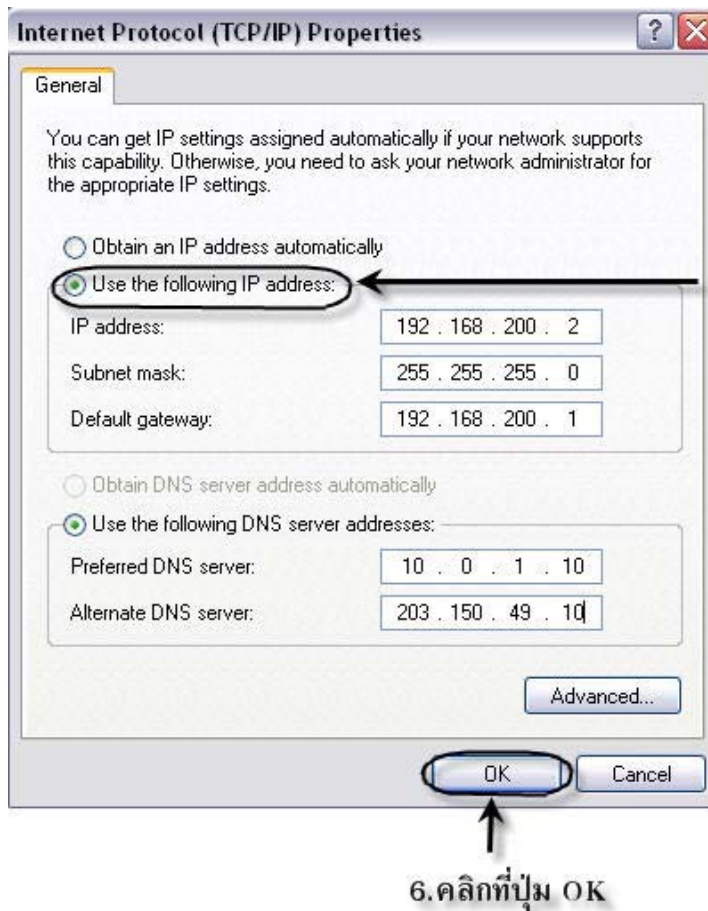 Internet Protocol (TCP/IP) Properties
General
You can get IP settings assigned automatically if your network supports
this capability. Otherwise, you need to ask your network administrator for
the appropriate IP settings.
Obtain an IP address automatically
Use the following IP address:
IP address: 192 . 168 . 200 . 2
Subnet mask: 255 . 255 . 255 . 0
Default gateway: 192 . 168 . 200 . 1
Obtain DNS server address automatically
Use the following DNS server addresses:
Preferred DNS server: 10 . 0 . 1 . 10
Alternate DNS server: 203 . 150 . 49 . 10
Advanced...
OK Cancel
6.คลิกที่ปุ่ม OK